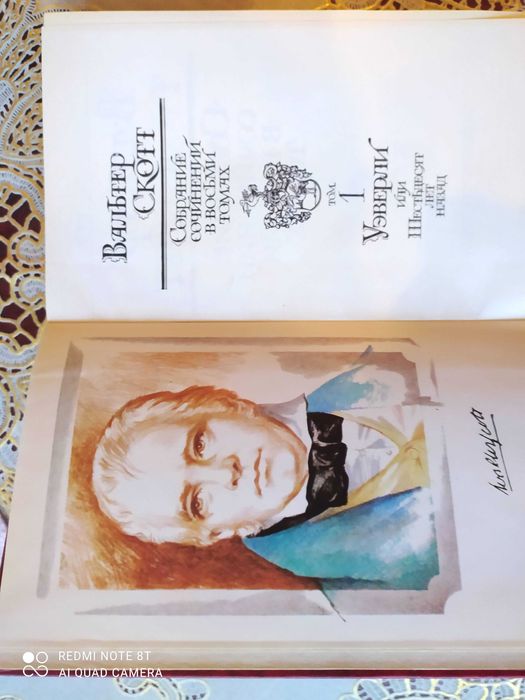 ВАЛЬТЕР
СКОТТ
СОБРАНИЕ
СОЧИНЕНИЙ
В ВОСЬМИ
ТОМАХ
ТОМ
1
УЭВЕРЛИ
ИЛИ
ШЕСТЬДЕСЯТ
ЛЕТ
НАЗАД
REDMI NOTE 8T
AI QUAD CAMERA